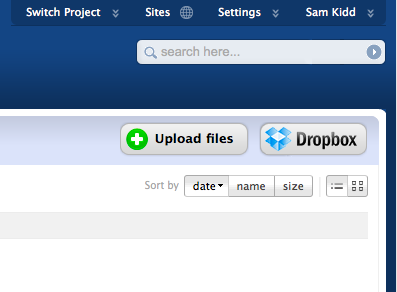 Switch Project Sites Settings Sam Kidd
search here...
Upload files Dropbox
Sort by date name size